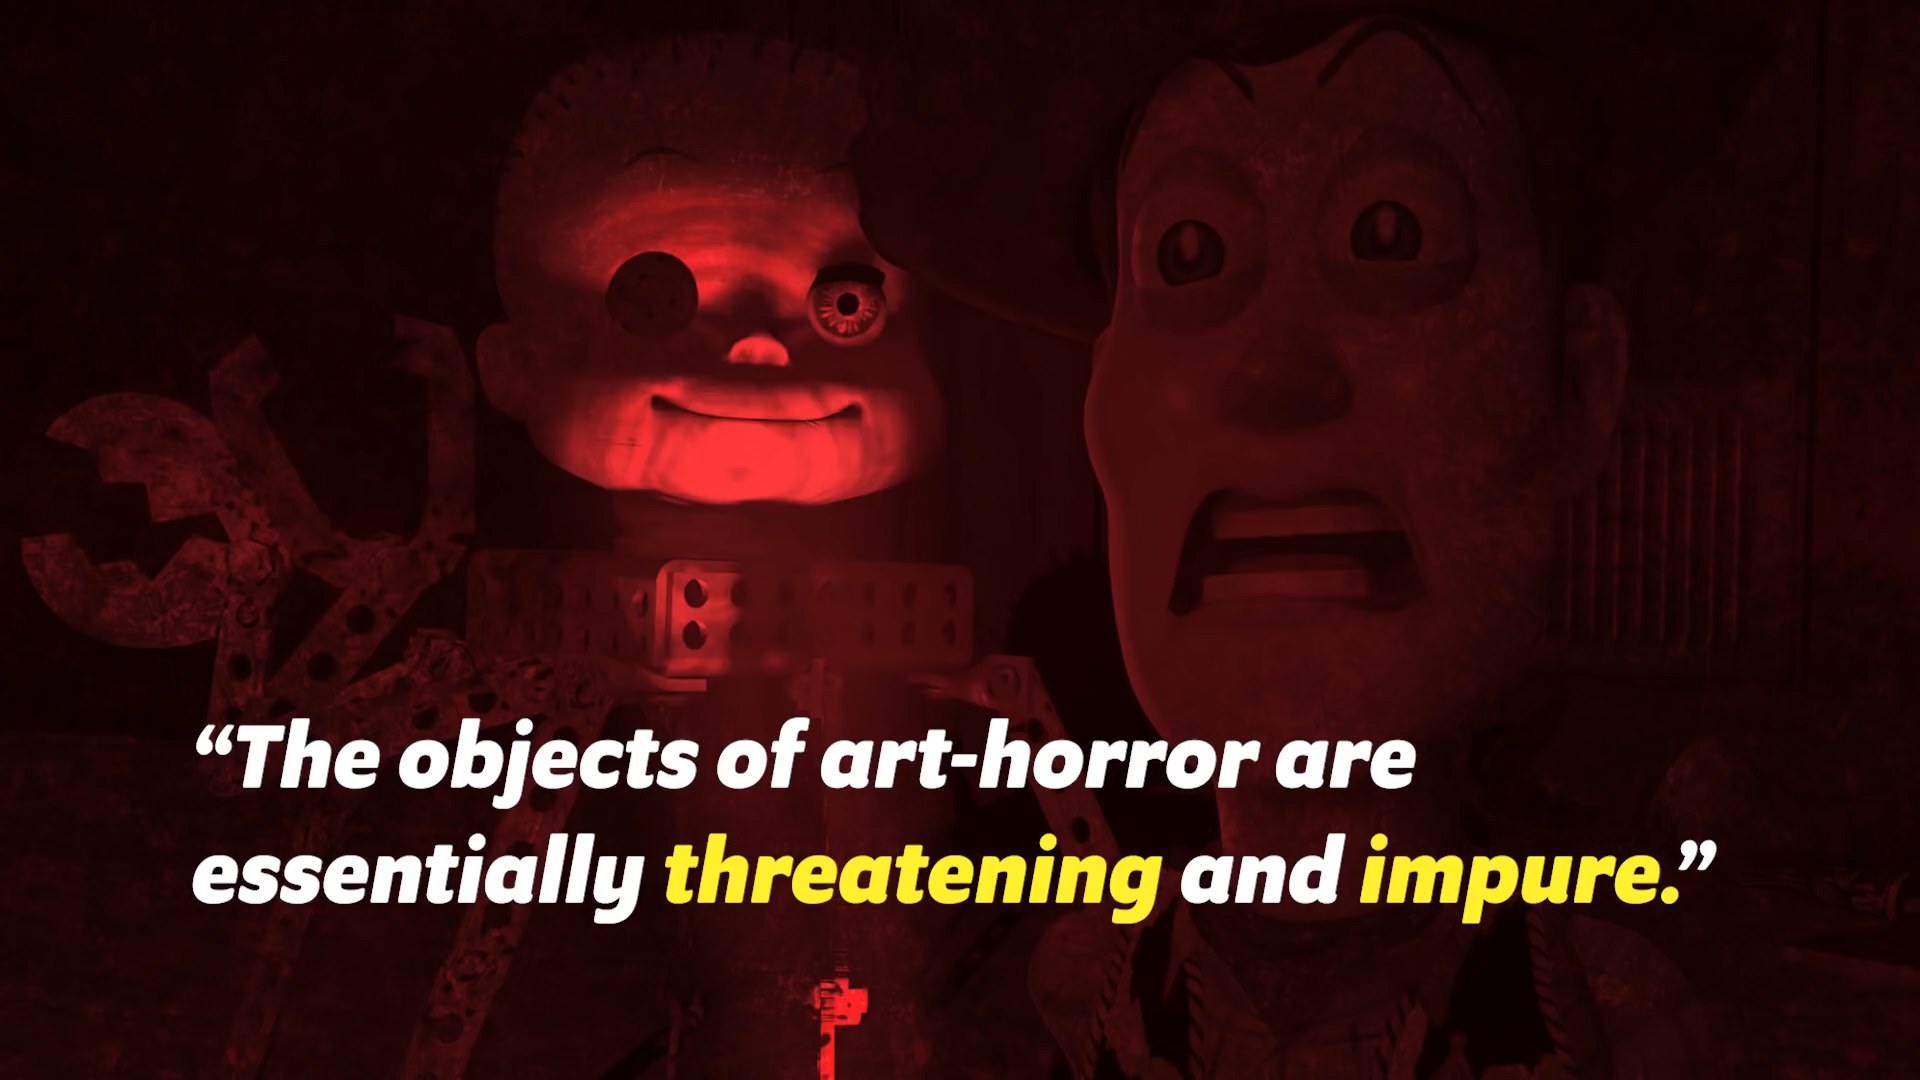 “The objects of art-horror are
essentially threatening and impure.”